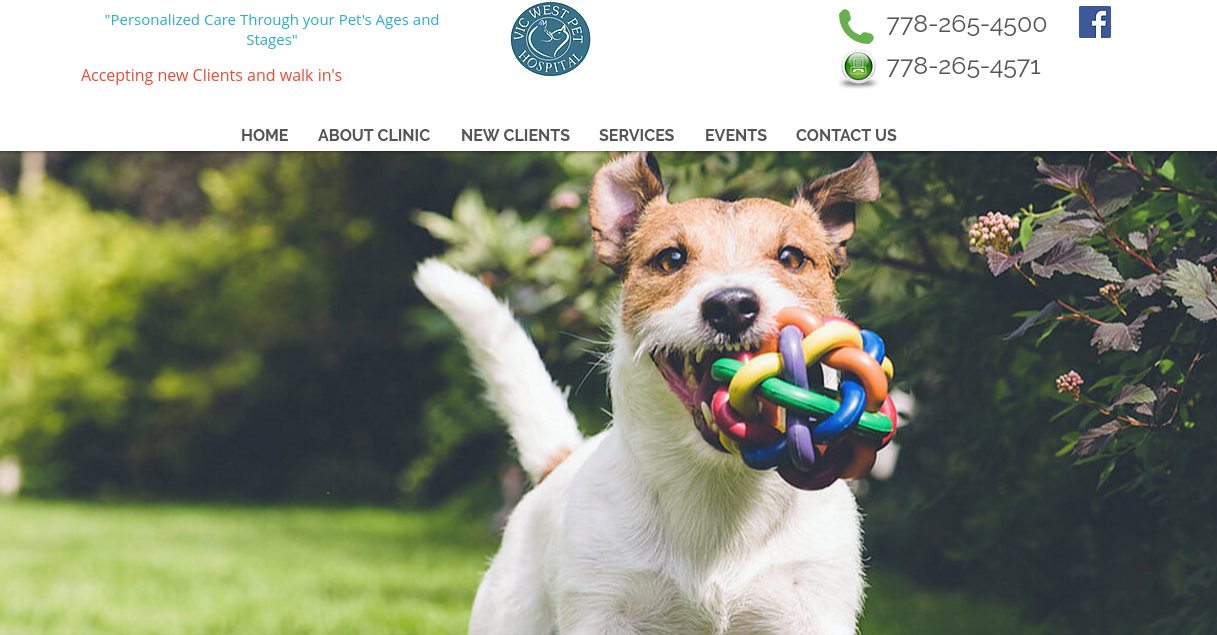 "Personalized Care Through your Pet's Ages and
Stages"
Accepting new Clients and walk in's
VIC WEST PET
HOSPITAL
778-265-4500
778-265-4571
HOME ABOUT CLINIC NEW CLIENTS SERVICES EVENTS CONTACT US